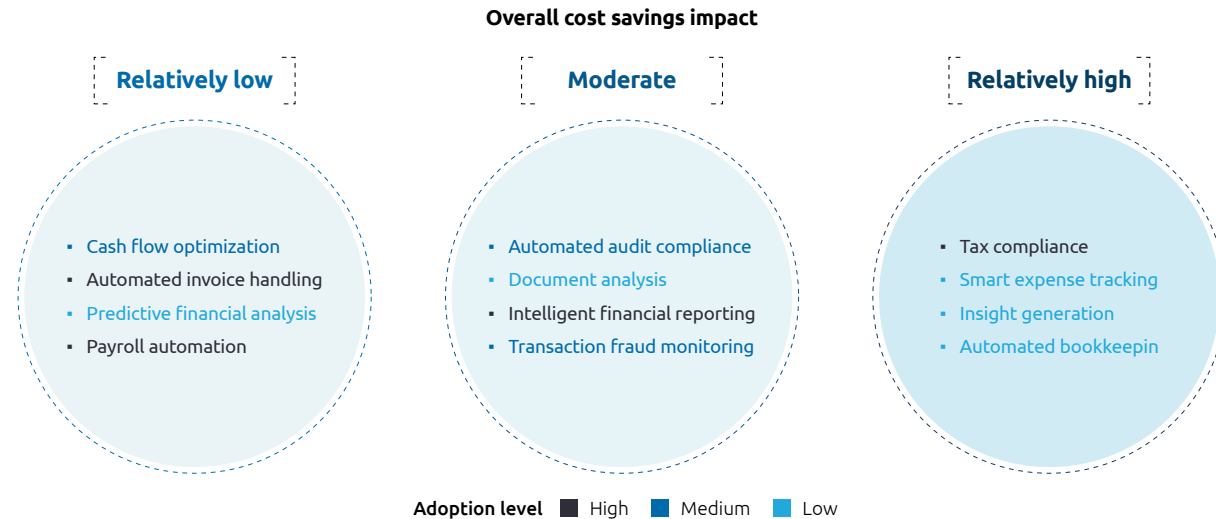 Overall cost savings impact
Relatively low
Moderate
Relatively high
▪ Cash flow optimization
▪ Automated invoice handling
▪ Predictive financial analysis
▪ Payroll automation
▪ Automated audit compliance
▪ Document analysis
▪ Intelligent financial reporting
▪ Transaction fraud monitoring
▪ Tax compliance
▪ Smart expense tracking
▪ Insight generation
▪ Automated bookkeepin
Adoption level High Medium Low